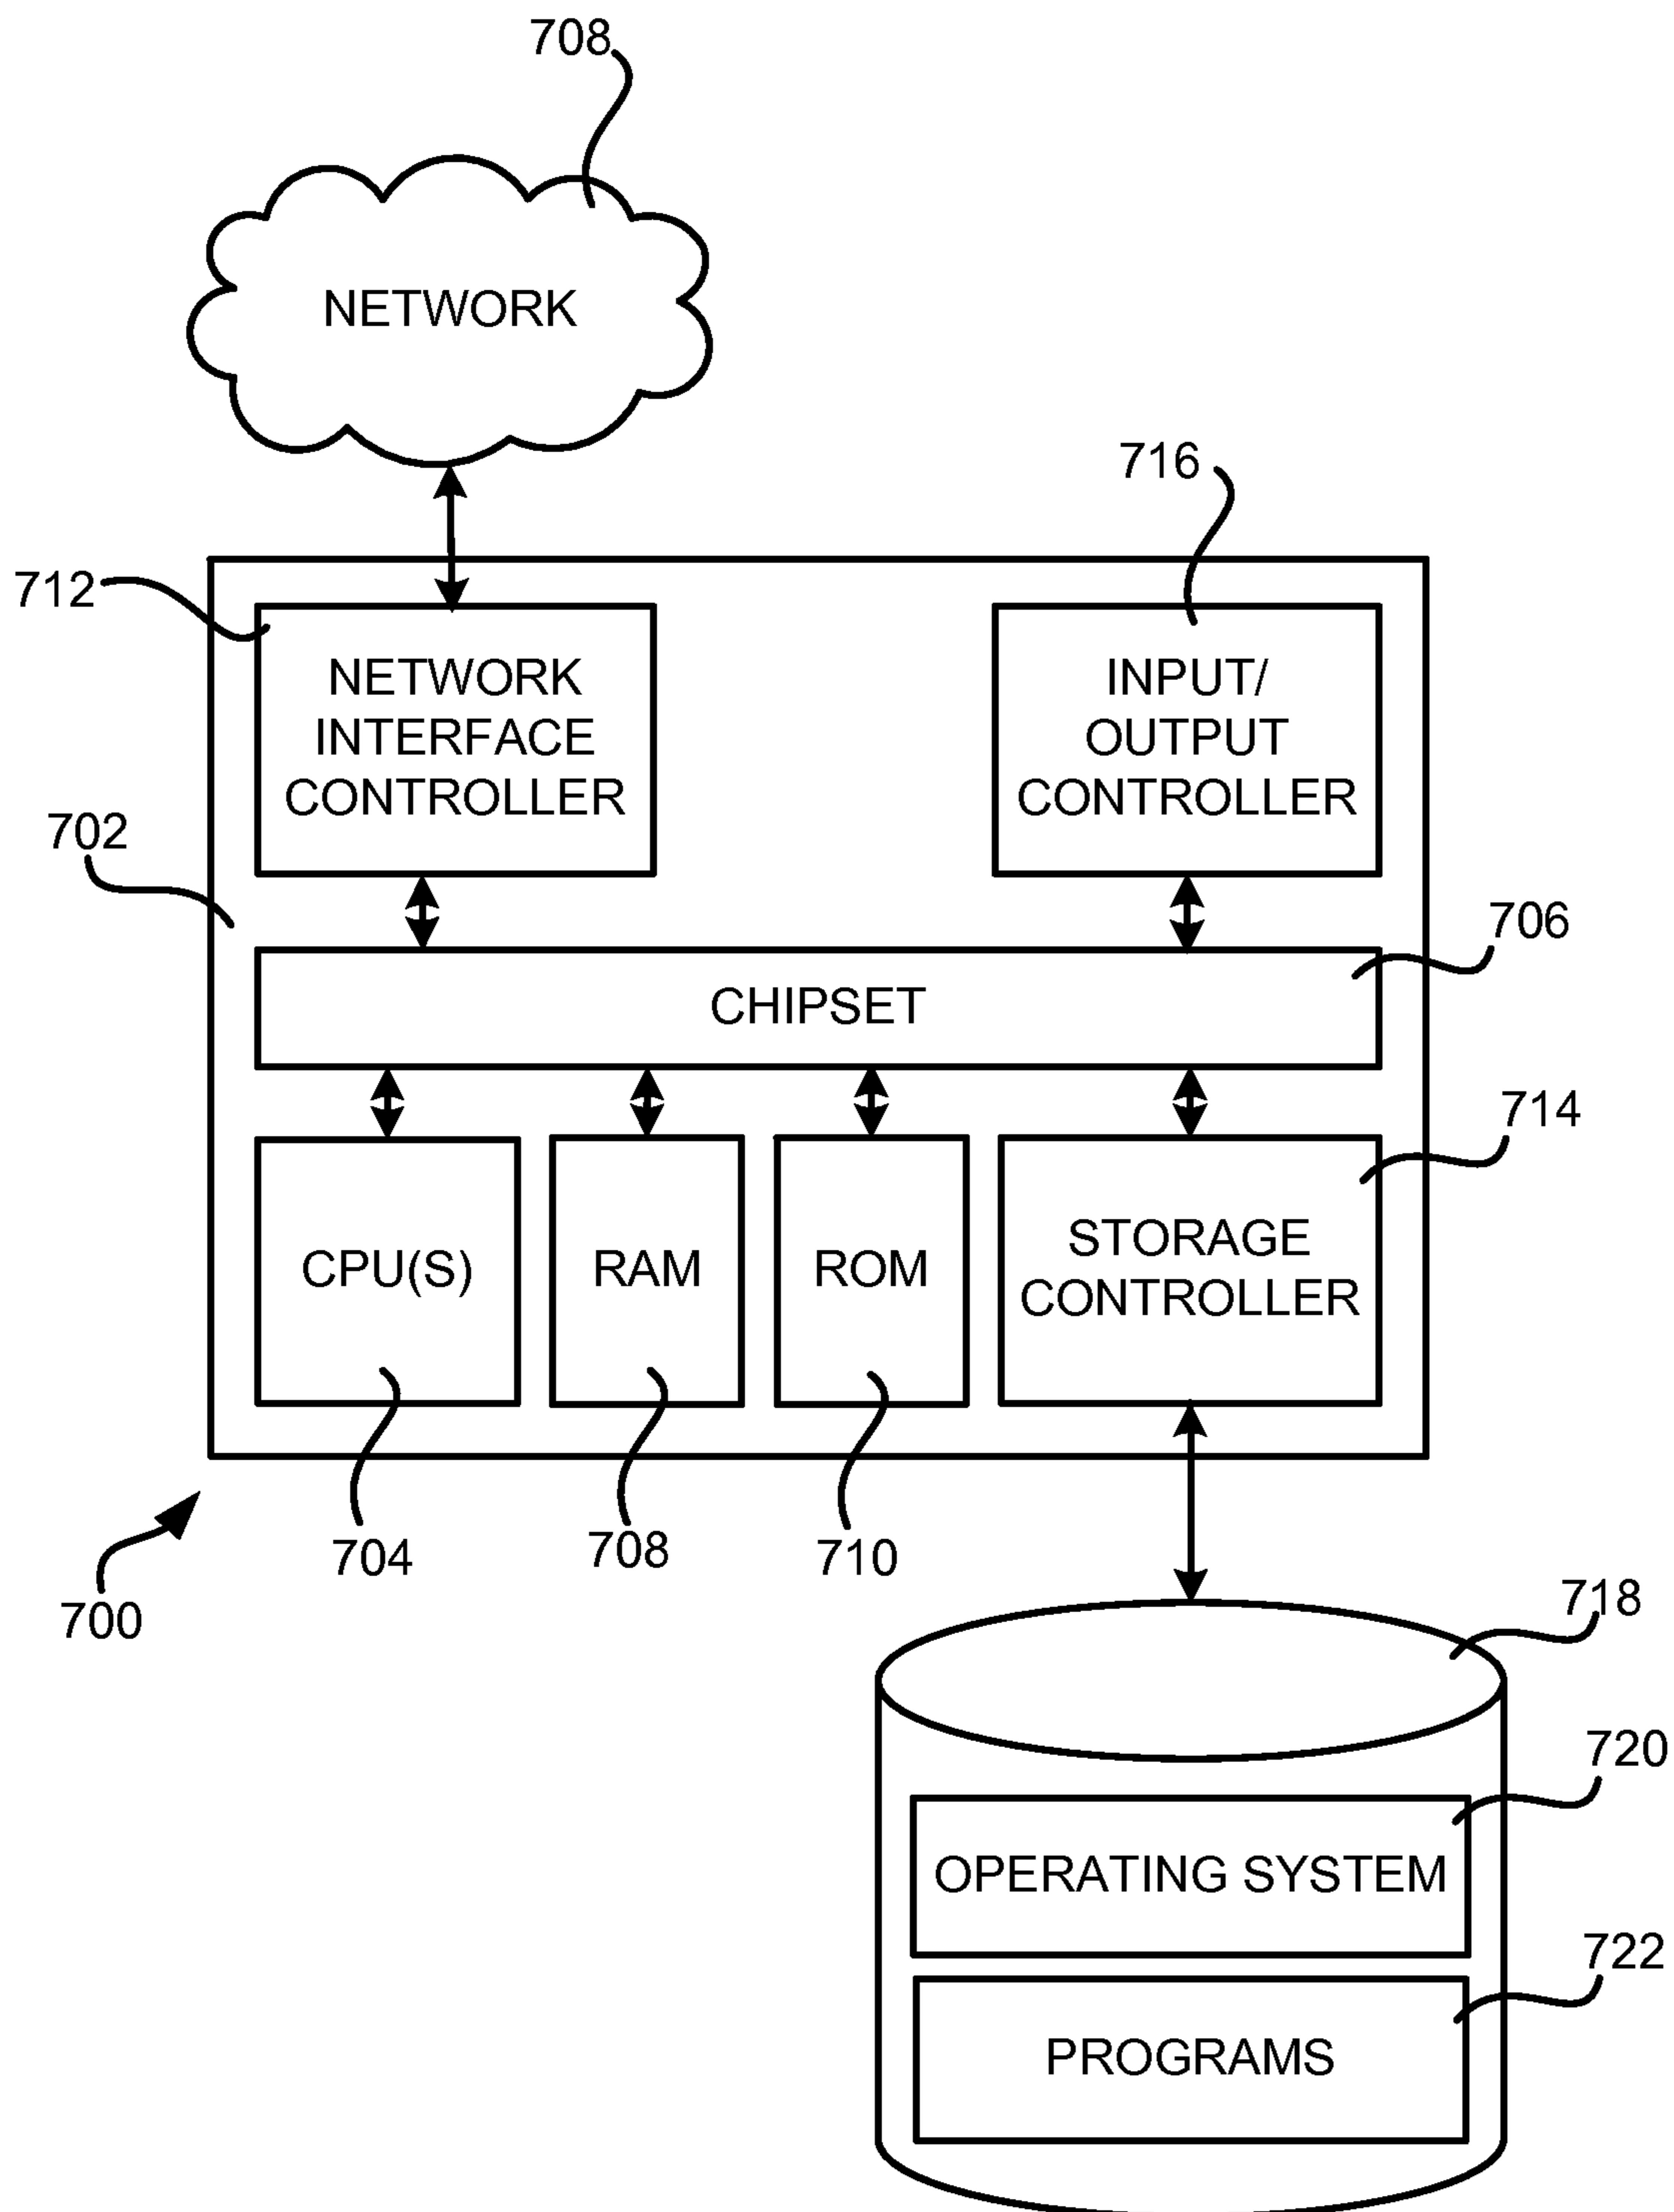 708
NETWORK
716
712
NETWORK
INTERFACE
CONTROLLER
INPUT/
OUTPUT
CONTROLLER
702
706
CHIPSET
714
CPU(S)
RAM
ROM
STORAGE
CONTROLLER
704
708
710
700
718
720
OPERATING SYSTEM
722
PROGRAMS